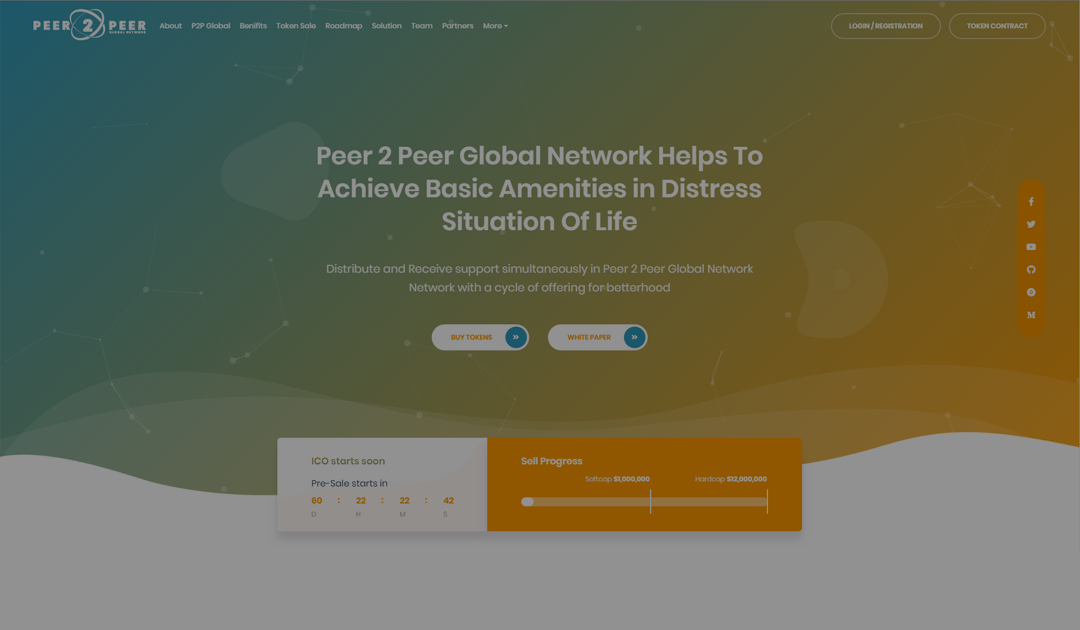 PEER 2 PEER
GLOBAL NETWORK
About P2P Global Benifits Token Sale Roadmap Solution Team Partners More
LOGIN / REGISTRATION
TOKEN CONTRACT
Peer 2 Peer Global Network Helps To
Achieve Basic Amenities in Distress
Situation Of Life
Distribute and Receive support simultaneously in Peer 2 Peer Global Network
Network with a cycle of offering for betterhood
BUY TOKENS
WHITE PAPER
ICO starts soon
Pre-Sale starts in
60 : 22 : 22 : 42
D H M S
Sell Progress
Softcap $1,000,000 Hardcap $12,000,000